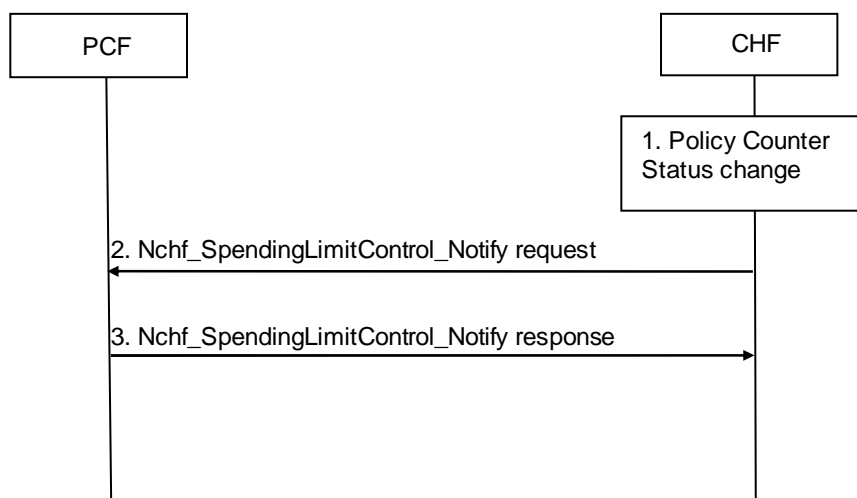 PCF
CHF
1. Policy Counter
Status change
2. Nchf_SpendingLimitControl_Notify request
3. Nchf_SpendingLimitControl_Notify response